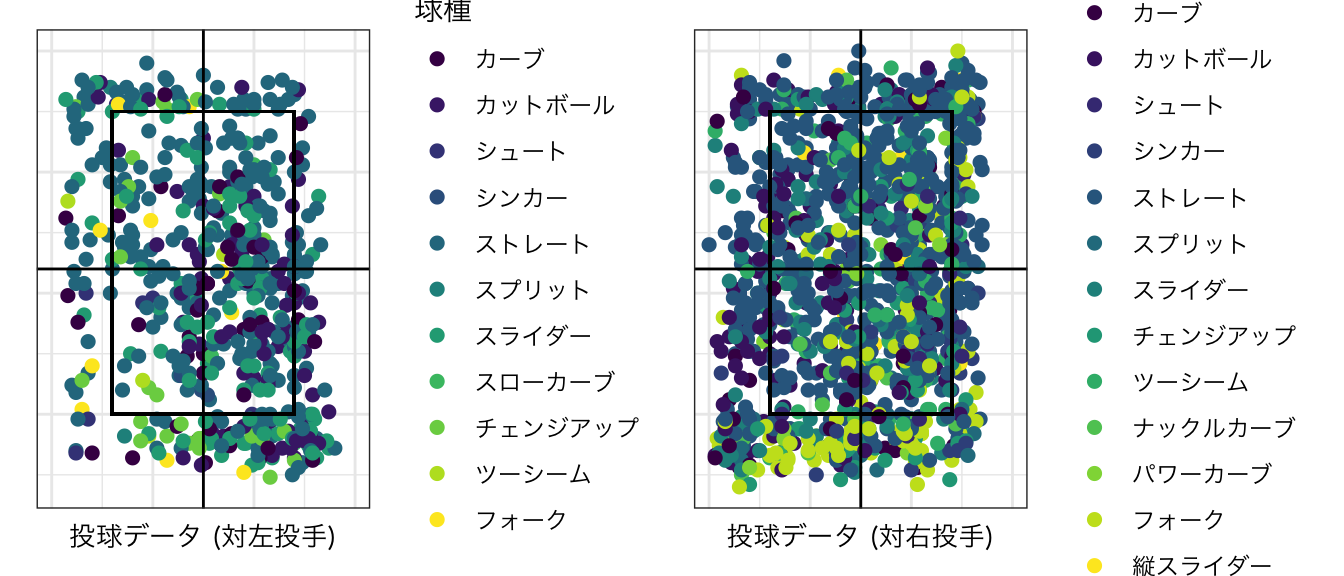 球種
カーブ
カットボール
シュート
シンカー
ストレート
スプリット
スライダー
スローカーブ
チェンジアップ
ツーシーム
フォーク
投球データ (対左投手)
カーブ
カットボール
シュート
シンカー
ストレート
スプリット
スライダー
チェンジアップ
ツーシーム
ナックルカーブ
パワーカーブ
フォーク
縦スライダー
投球データ (対右投手)